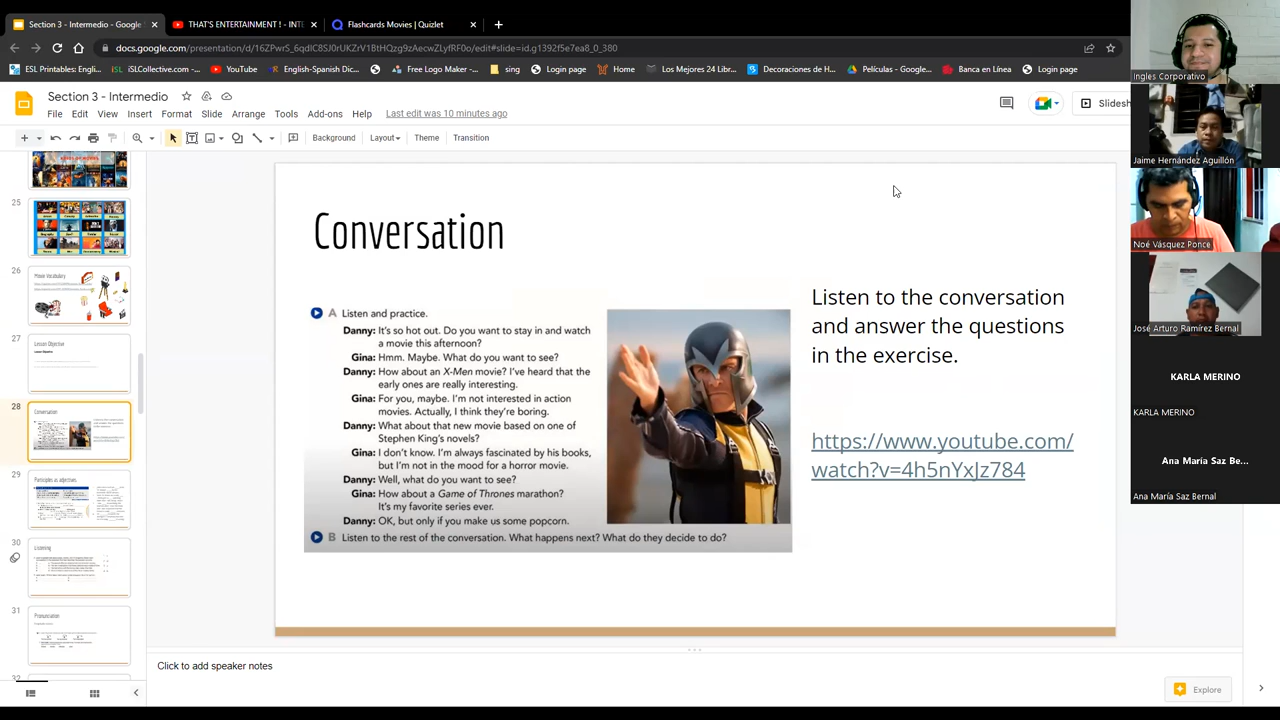 Section 3 - Intermedio - Google
THAT'S ENTERTAINMENT ! - INTE
Flashcards Movies | Quizlet
docs.google.com/presentation/d/16ZPwrS_6qdIC8SJ0rUKZrV1BtHQzg9zAecwZLyfRF0o/edit#slide=id.g1392f5e7ea8_0_380
ESL Printables: Engl...
iSLCollective.com -...
YouTube
English-Spanish Dic...
Free Logo Maker -...
sing
Login page
Home
Los Mejores 24 Libr...
Decoraciones de H...
Películas - Google...
Banca en Línea
Login page
Section 3 - Intermedio
File Edit View Insert Format Slide Arrange Tools Add-ons Help Last edit was 10 minutes ago
Slidesh
Background Layout Theme Transition
25
26
Movie Vocabulary
27
Lesson Objective
28
Conversation
29
Participles as adjectives
30
Listening
31
Pronunciation
Conversation
A Listen and practice.
Danny: It's so hot out. Do you want to stay in and watch
a movie this afternoon?
Gina: Hmm. Maybe. What do you want to see?
Danny: How about an X-Men movie? I've heard that the
early ones are really interesting.
Gina: For you, maybe. I'm not interested in action
movies. Actually, I think they're boring.
Danny: What about that new movie based on one of
Stephen King's novels?
Gina: I don't know. I'm always fascinated by his books,
but I'm not in the mood for a horror movie.
Danny: Well, what do you want to see?
Gina: How about a Game of Thrones marathon?
It's my favorite series ever.
Danny: OK, but only if you make us some popcorn.
B Listen to the rest of the conversation. What happens next? What do they decide to do?
Listen to the conversation
and answer the questions
in the exercise.
https://www.youtube.com/
watch?v=4h5nYxJz784
Click to add speaker notes
Explore
Ingles Corporativo
Jaime Hernández Aguillón
Noé Vásquez Ponce
José Arturo Ramírez Bernal
KARLA MERINO
KARLA MERINO
Ana María Saz Be...
Ana María Saz Bernal